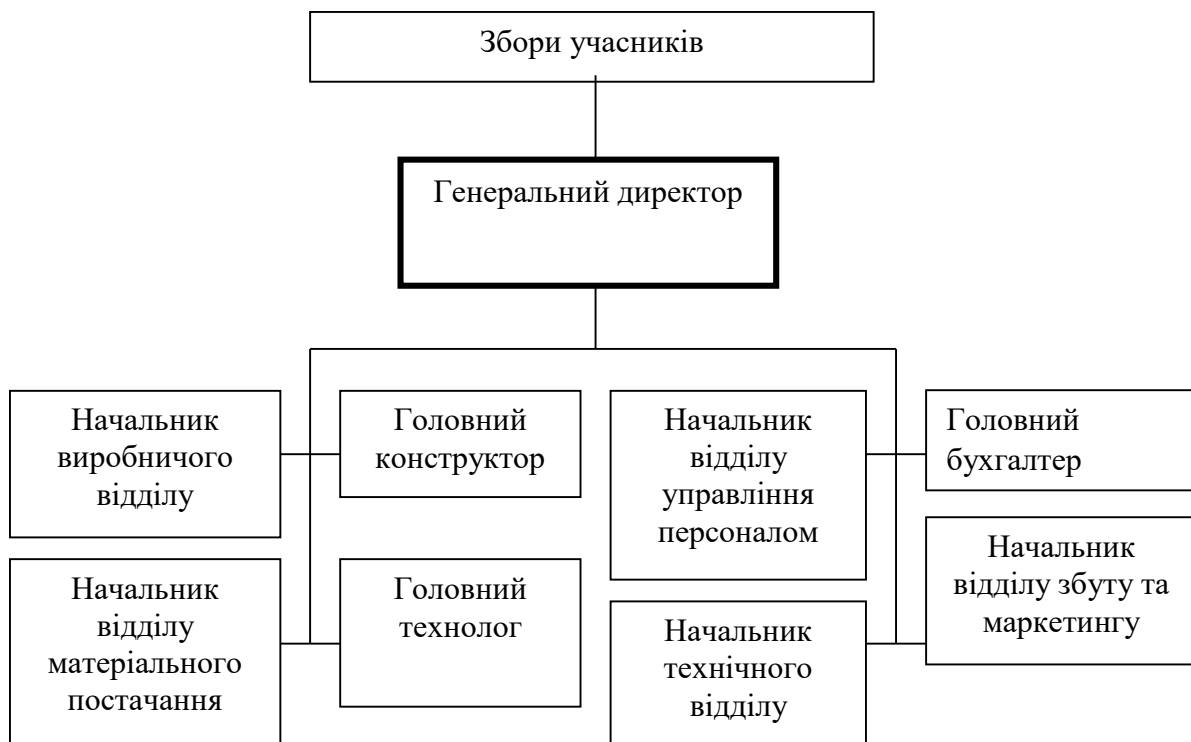 Збори учасників
Генеральний директор
Начальник
виробничого
відділу
Головний
конструктор
Начальник
відділу
управління
персоналом
Головний
бухгалтер
Начальник
відділу
матеріального
постачання
Головний
технолог
Начальник
технічного
відділу
Начальник
відділу збуту та
маркетингу